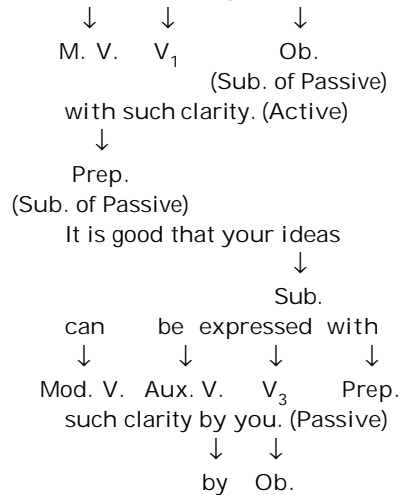 ↓ ↓ ↓
M. V. V₁ Ob.
(Sub. of Passive)
with such clarity. (Active)
↓
Prep.
(Sub. of Passive)
It is good that your ideas
↓
Sub.
can be expressed with
↓ ↓ ↓ ↓
Mod. V. Aux. V. V₃ Prep.
such clarity by you. (Passive)
↓ ↓
by Ob.